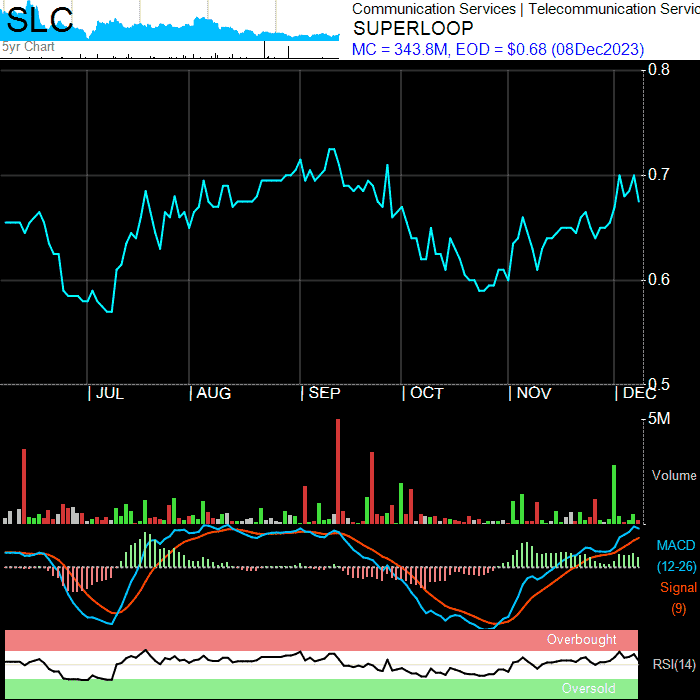 SLC
5yr Chart
Communication Services | Telecommunication Servic
SUPERLOOP
MC = 343.8M, EOD = $0.68 (08Dec2023)
0.8
0.7
0.6
0.5
| JUL | AUG | SEP | OCT | NOV | DEC
5M
Volume
MACD
(12-26)
Signal
(9)
Overbought
RSI(14)
Oversold